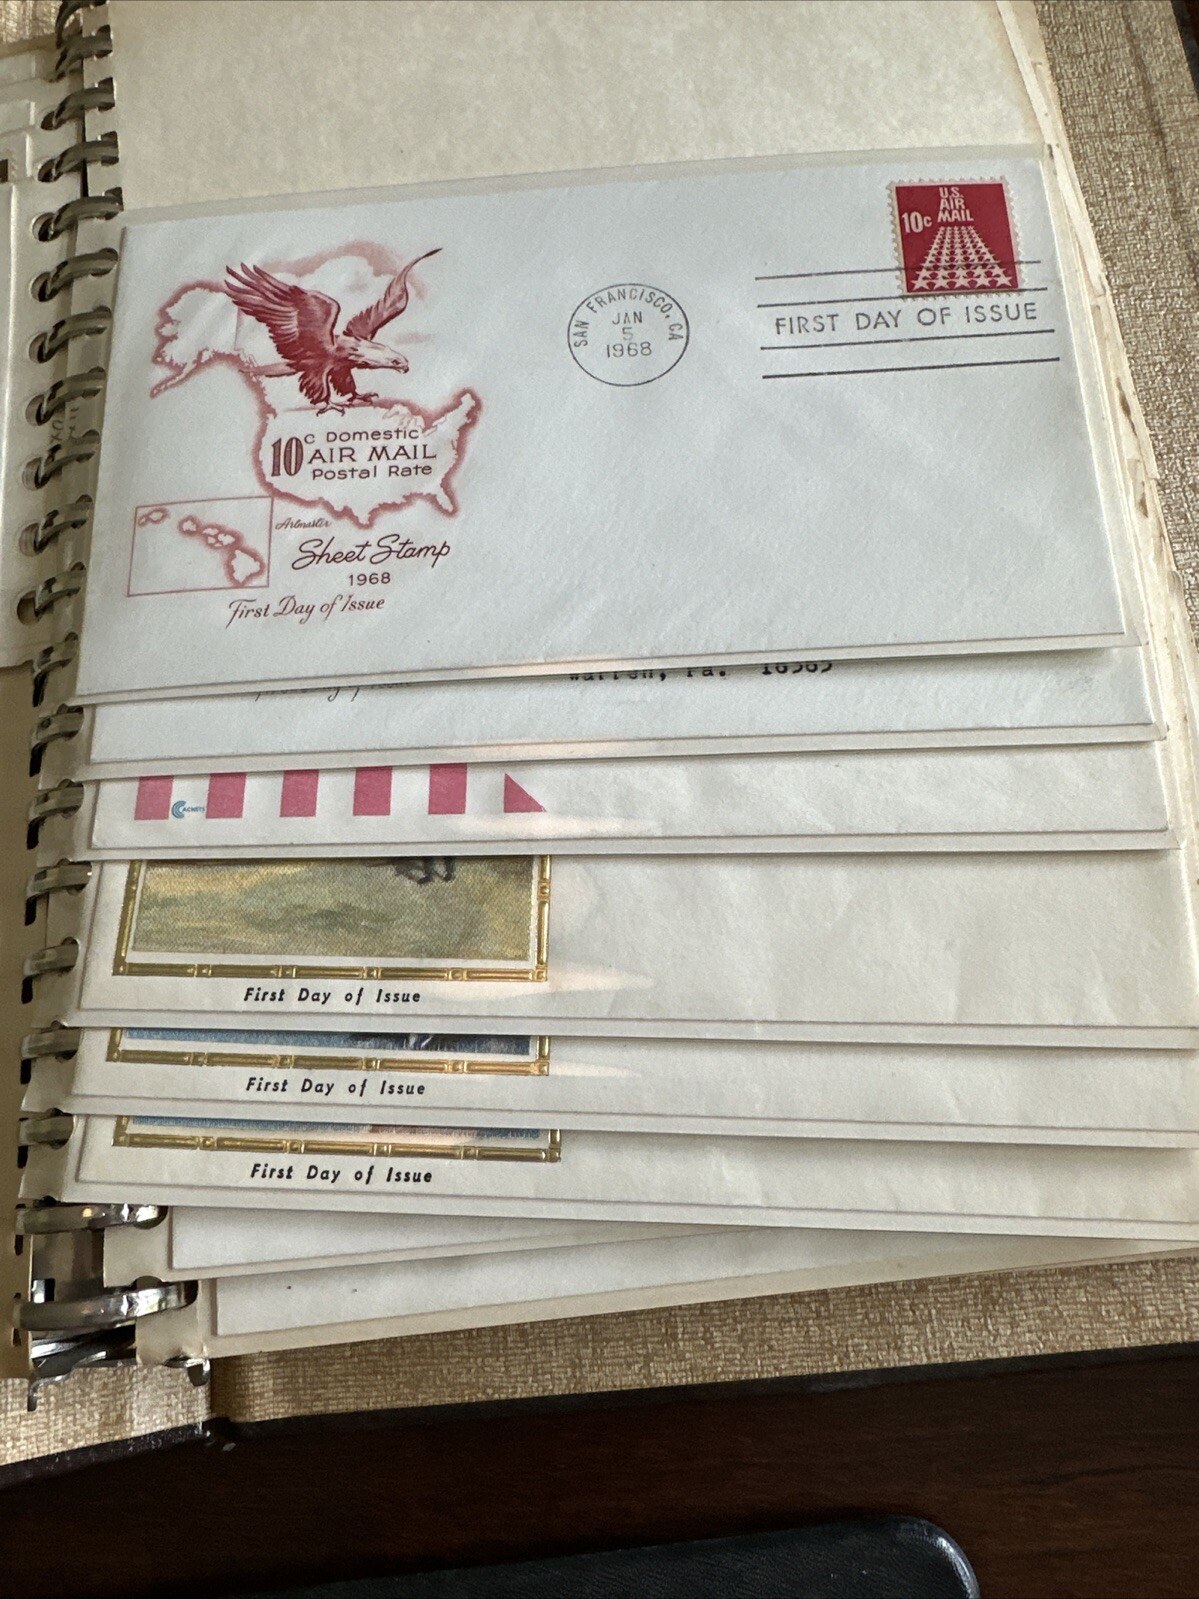 U.S.
AIR
10c MAIL
SAN FRANCISCO, CA
JAN
5
1968
FIRST DAY OF ISSUE
10c Domestic
AIR MAIL
Postal Rate
Artmaster
Sheet Stamp
1968
First Day of Issue
Warren, Pa. 16365
CACHETS
First Day of Issue
First Day of Issue
First Day of Issue